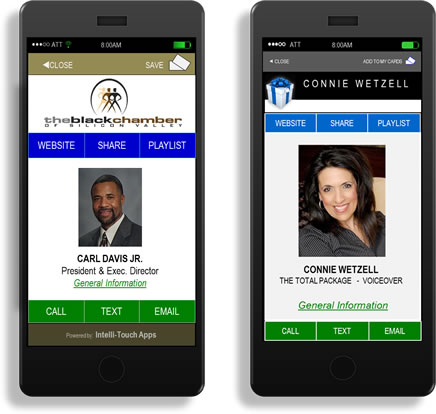 ●●●○○ ATT 8:00AM
◀CLOSE SAVE
theblackchamber
OF SILICON VALLEY
WEBSITE SHARE PLAYLIST
CARL DAVIS JR.
President & Exec. Director
General Information
CALL TEXT EMAIL
Powered by: Intelli-Touch Apps
●●●○○ ATT 8:00AM
◀ CLOSE ADD TO MY CARDS
CONNIE WETZELL
WEBSITE SHARE PLAYLIST
CONNIE WETZELL
THE TOTAL PACKAGE - VOICEOVER
General Information
CALL TEXT EMAIL